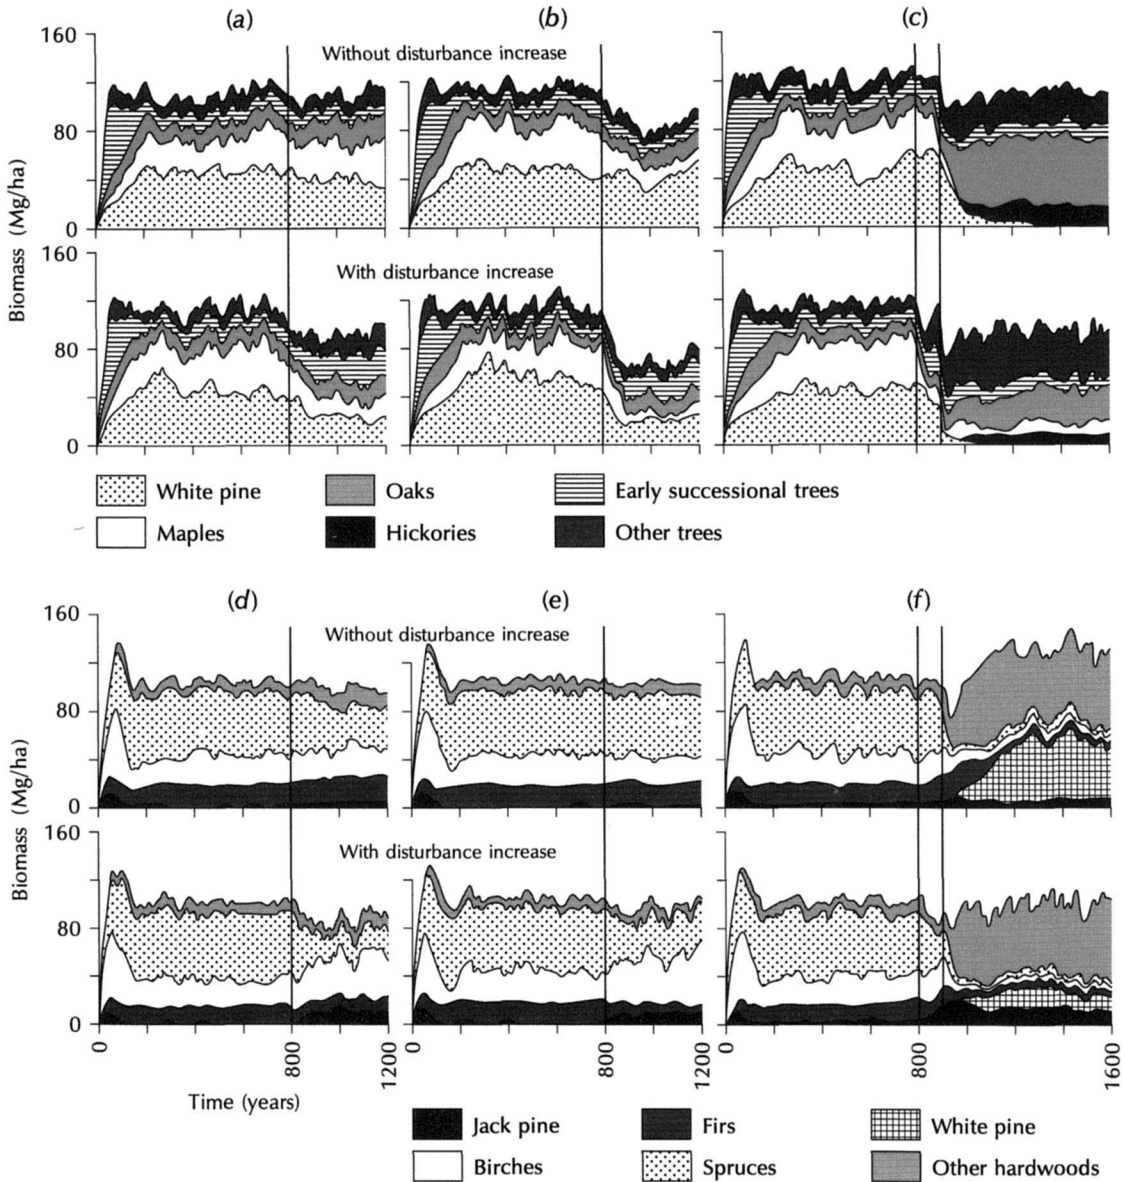 (a) (b) (c)
160
Without disturbance increase
80
0
Biomass (Mg/ha)
160
With disturbance increase
80
0
White pine Oaks Early successional trees
Maples Hickories Other trees
(d) (e) (f)
160
Without disturbance increase
80
0
Biomass (Mg/ha)
160
With disturbance increase
80
0
0 800 1200 0 800 1200 0 800 1600
Time (years)
Jack pine Firs White pine
Birches Spruces Other hardwoods